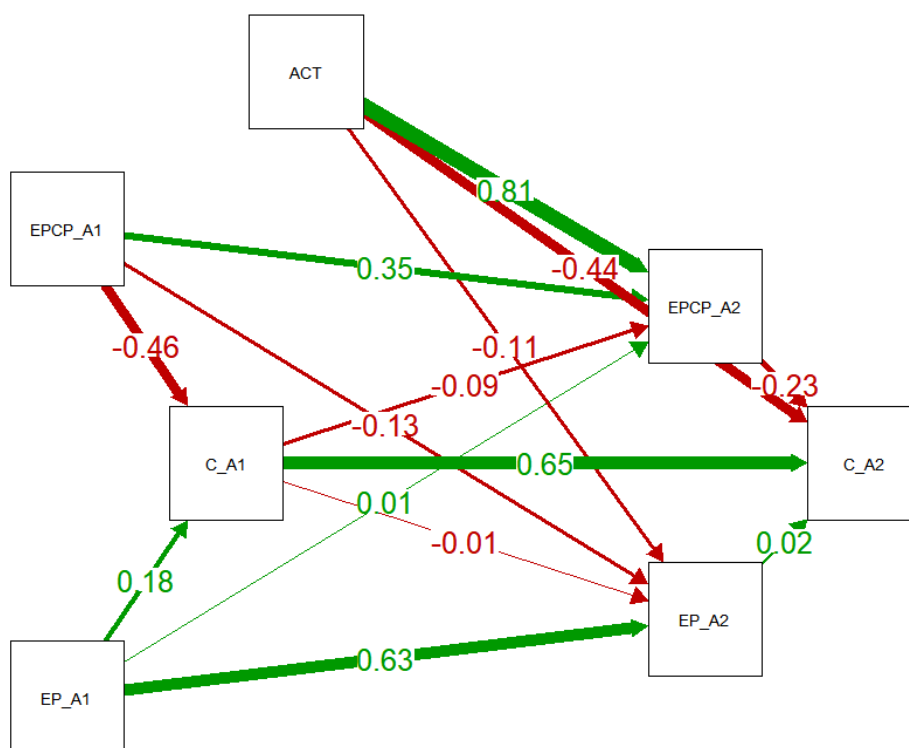 ACT
0.81
EPCP_A1
-0.44
0.35
EPCP_A2
-0.46
-0.11
-0.09
-0.23
-0.13
C_A1
0.65
C_A2
0.01
-0.01
0.02
0.18
EP_A2
0.63
EP_A1